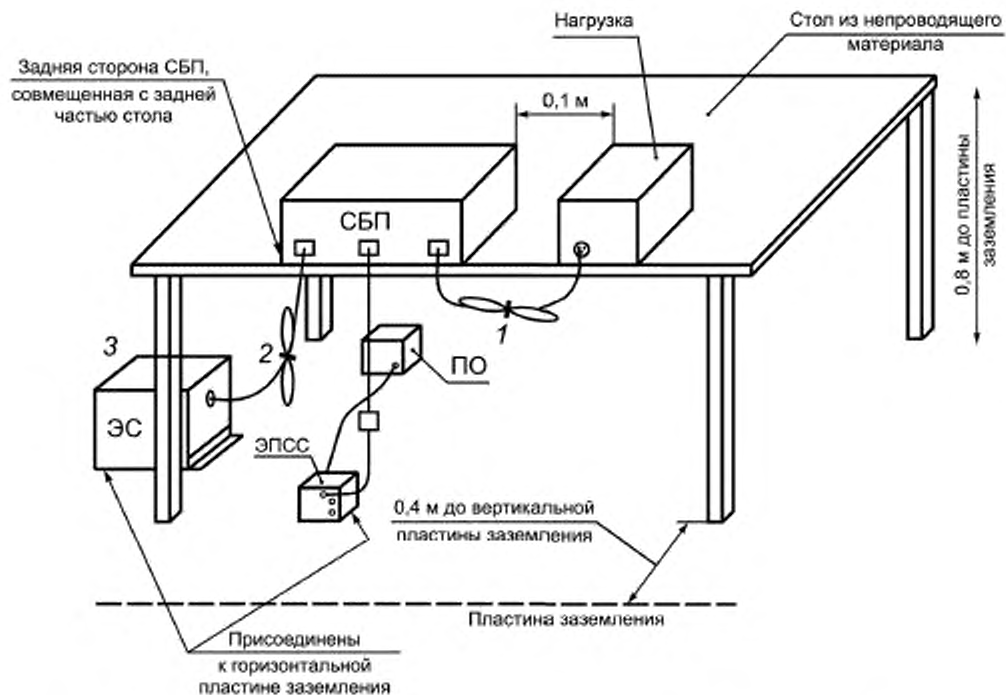 Нагрузка
Стол из непроводящего
материала
Задняя сторона СБП,
совмещенная с задней
частью стола
0,1 м
СБП
0,8 м до пластины
заземления
1
2
3
ПО
ЭС
ЭПСС
0,4 м до вертикальной
пластины заземления
Пластина заземления
Присоединены
к горизонтальной
пластине заземления